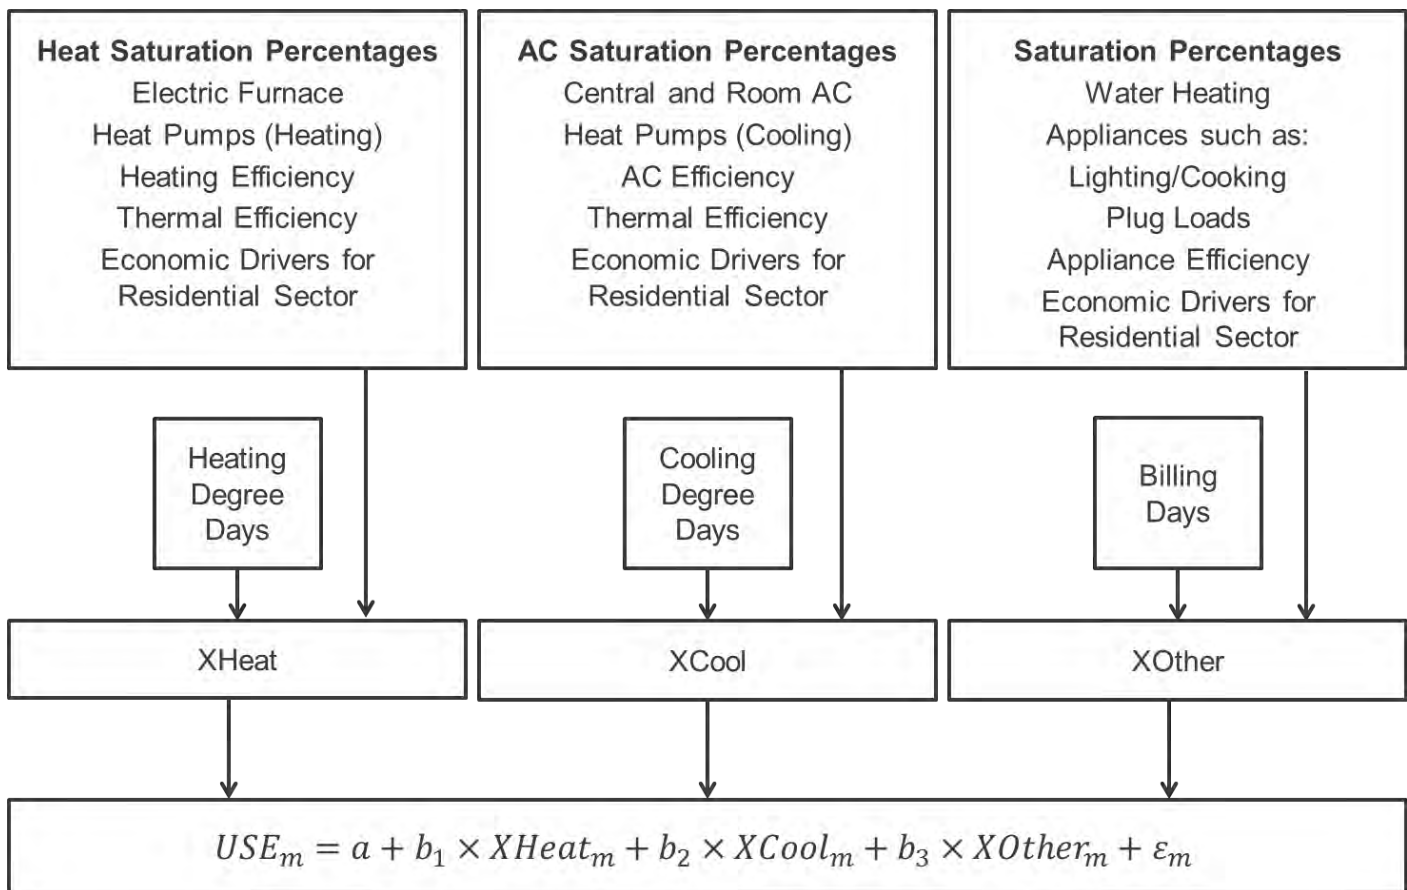 Heat Saturation Percentages
Electric Furnace
Heat Pumps (Heating)
Heating Efficiency
Thermal Efficiency
Economic Drivers for
Residential Sector
AC Saturation Percentages
Central and Room AC
Heat Pumps (Cooling)
AC Efficiency
Thermal Efficiency
Economic Drivers for
Residential Sector
Saturation Percentages
Water Heating
Appliances such as:
Lighting/Cooking
Plug Loads
Appliance Efficiency
Economic Drivers for
Residential Sector
Heating
Degree
Days
Cooling
Degree
Days
Billing
Days
XHeat
XCool
XOther
USE_m = a + b_1 × XHeat_m + b_2 × XCool_m + b_3 × XOther_m + ε_m